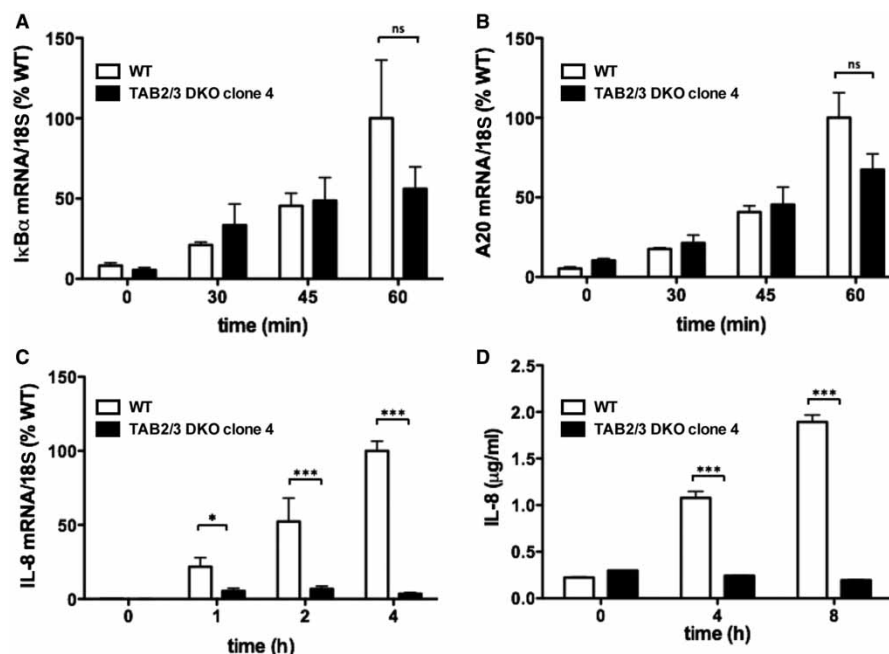 A
IκBα mRNA/18S (% WT)
150
100
50
0
WT
TAB2/3 DKO clone 4
ns
0 30 45 60
time (min)
B
A20 mRNA/18S (% WT)
150
100
50
0
WT
TAB2/3 DKO clone 4
ns
0 30 45 60
time (min)
C
IL-8 mRNA/18S (% WT)
150
100
50
0
WT
TAB2/3 DKO clone 4
*
***
***
0 1 2 4
time (h)
D
IL-8 (μg/ml)
2.5
2.0
1.5
1.0
0.5
0.0
WT
TAB2/3 DKO clone 4
***
***
0 4 8
time (h)